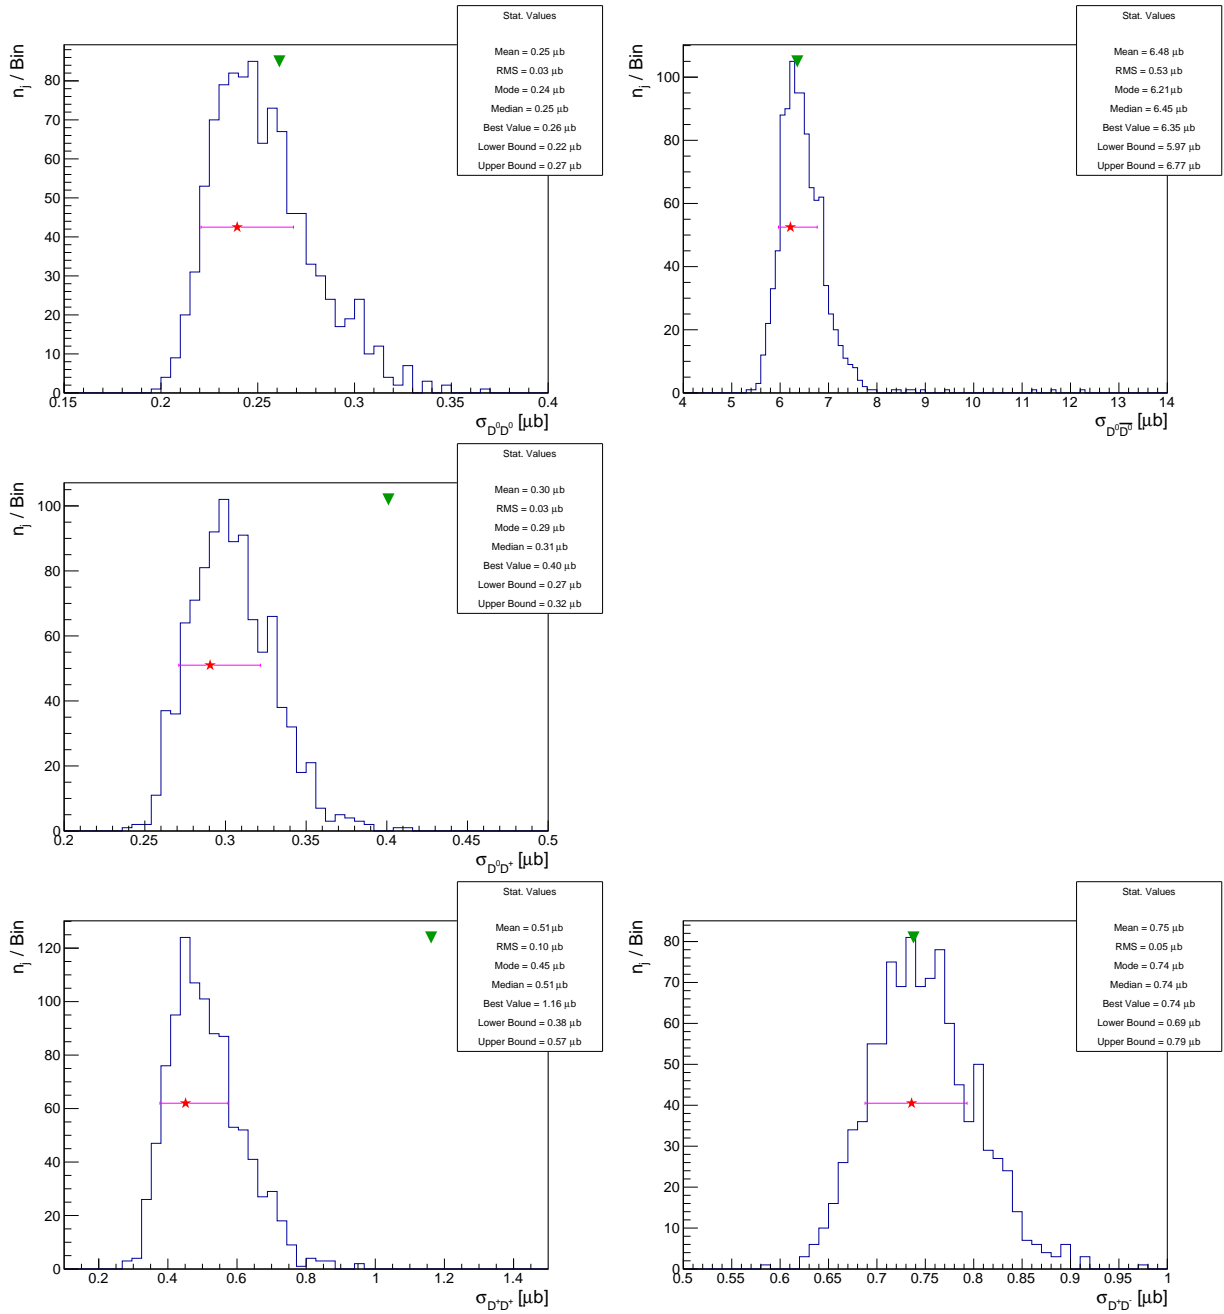 Stat. Values
Mean = 0.25 μb
RMS = 0.03 μb
Mode = 0.24 μb
Median = 0.25 μb
Best Value = 0.26 μb
Lower Bound = 0.22 μb
Upper Bound = 0.27 μb
n_j / Bin
0 10 20 30 40 50 60 70 80
0.15 0.2 0.25 0.3 0.35 0.4
σ_{D⁰D⁰} [μb]
Stat. Values
Mean = 6.48 μb
RMS = 0.53 μb
Mode = 6.21 μb
Median = 6.45 μb
Best Value = 6.35 μb
Lower Bound = 5.97 μb
Upper Bound = 6.77 μb
n_j / Bin
0 20 40 60 80 100
4 5 6 7 8 9 10 11 12 13 14
σ_{D⁰D̅⁰} [μb]
Stat. Values
Mean = 0.30 μb
RMS = 0.03 μb
Mode = 0.29 μb
Median = 0.31 μb
Best Value = 0.40 μb
Lower Bound = 0.27 μb
Upper Bound = 0.32 μb
n_j / Bin
0 20 40 60 80 100
0.2 0.25 0.3 0.35 0.4 0.45 0.5
σ_{D⁰D⁺} [μb]
Stat. Values
Mean = 0.51 μb
RMS = 0.10 μb
Mode = 0.45 μb
Median = 0.51 μb
Best Value = 1.16 μb
Lower Bound = 0.38 μb
Upper Bound = 0.57 μb
n_j / Bin
0 20 40 60 80 100 120
0.2 0.4 0.6 0.8 1 1.2 1.4
σ_{D⁺D⁺} [μb]
Stat. Values
Mean = 0.75 μb
RMS = 0.05 μb
Mode = 0.74 μb
Median = 0.74 μb
Best Value = 0.74 μb
Lower Bound = 0.69 μb
Upper Bound = 0.79 μb
n_j / Bin
0 10 20 30 40 50 60 70 80
0.5 0.55 0.6 0.65 0.7 0.75 0.8 0.85 0.9 0.95 1
σ_{D⁺D⁻} [μb]